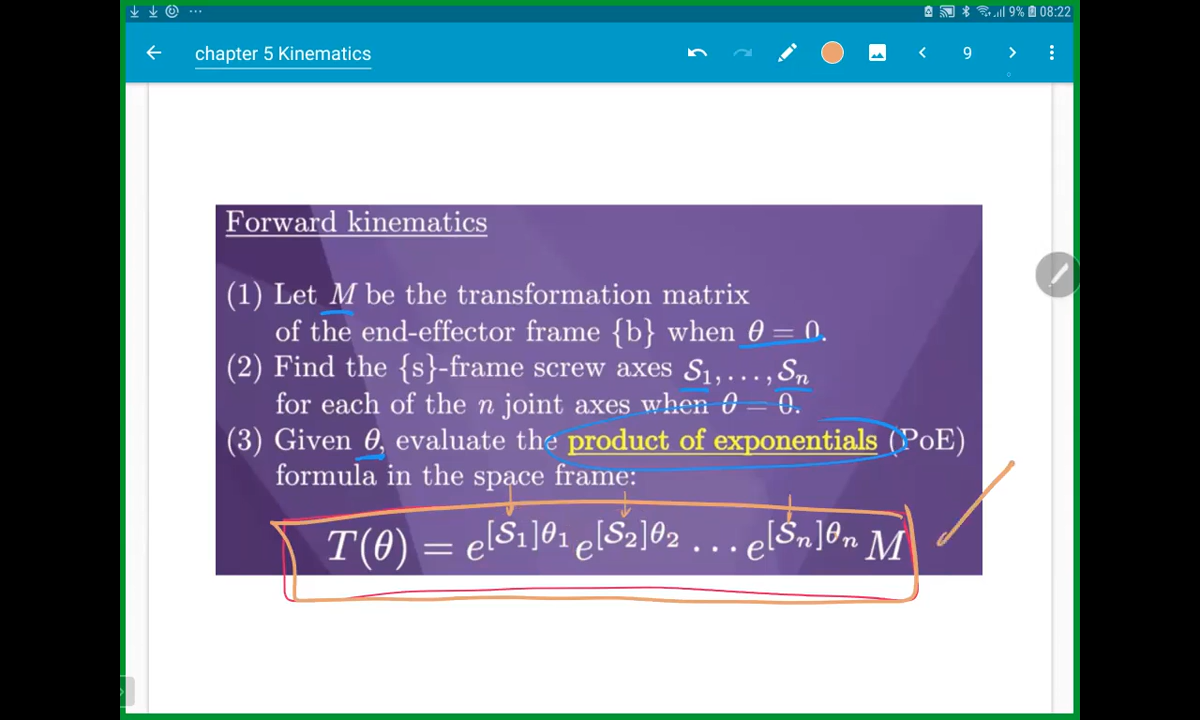 9% 08:22
chapter 5 Kinematics
9
Forward kinematics
(1) Let M be the transformation matrix
of the end-effector frame {b} when θ = 0.
(2) Find the {s}-frame screw axes 𝒮₁, . . . , 𝒮ₙ
for each of the n joint axes when θ = 0.
(3) Given θ, evaluate the product of exponentials (PoE)
formula in the space frame:
T(θ) = e^{[𝒮₁]θ₁} e^{[𝒮₂]θ₂} · · · e^{[𝒮ₙ]θₙ} M